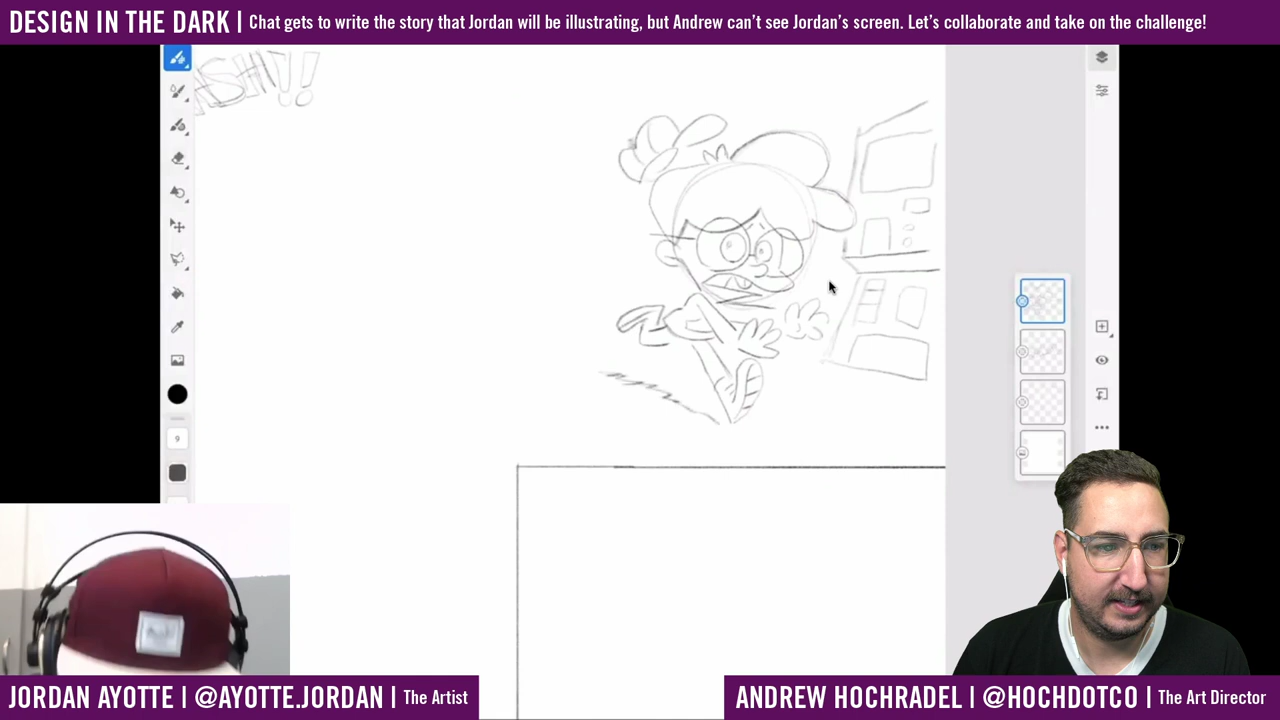 DESIGN IN THE DARK | Chat gets to write the story that Jordan will be illustrating, but Andrew can't see Jordan's screen. Let's collaborate and take on the challenge!
ASH!!
9
JORDAN AYOTTE | @AYOTTE.JORDAN | The Artist
ANDREW HOCHRADEL | @HOCHDOTCO | The Art Director